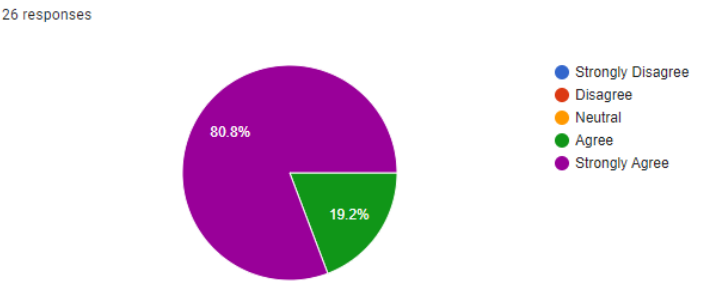 26 responses
80.8%
19.2%
Strongly Disagree
Disagree
Neutral
Agree
Strongly Agree